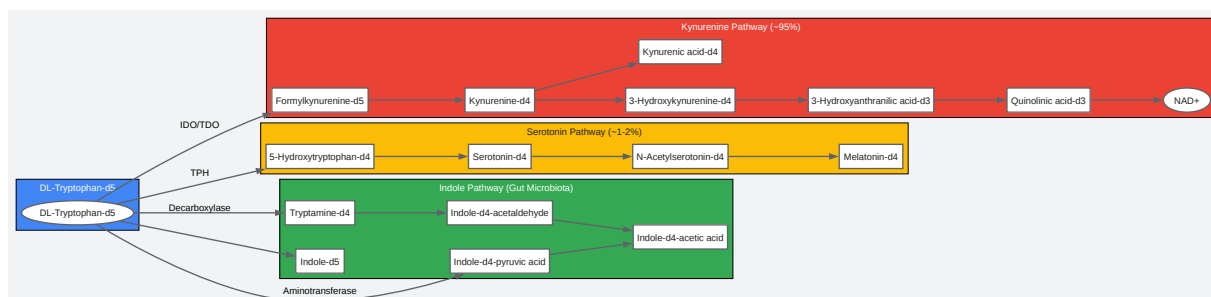 Kynurenine Pathway (~95%)
Kynurenic acid-d4
Formylkynurenine-d5
Kynurenine-d4
3-Hydroxykynurenine-d4
3-Hydroxyanthranilic acid-d3
Quinolinic acid-d3
NAD+
IDO/TDO
Serotonin Pathway (~1-2%)
5-Hydroxytryptophan-d4
Serotonin-d4
N-Acetylserotonin-d4
Melatonin-d4
TPH
DL-Tryptophan-d5
DL-Tryptophan-d5
Decarboxylase
Indole Pathway (Gut Microbiota)
Tryptamine-d4
Indole-d4-acetaldehyde
Indole-d4-acetic acid
Indole-d5
Indole-d4-pyruvic acid
Aminotransferase